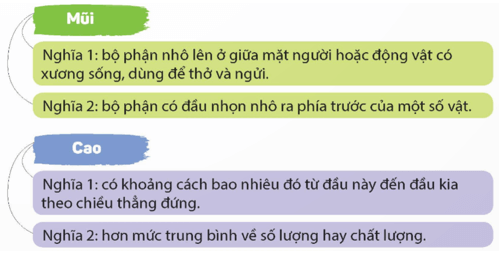 Mũi
Nghĩa 1: bộ phận nhô lên ở giữa mặt người hoặc động vật có
xương sống, dùng để thở và ngửi.
Nghĩa 2: bộ phận có đầu nhọn nhô ra phía trước của một số vật.
Cao
Nghĩa 1: có khoảng cách bao nhiêu đó từ đầu này đến đầu kia
theo chiều thẳng đứng.
Nghĩa 2: hơn mức trung bình về số lượng hay chất lượng.